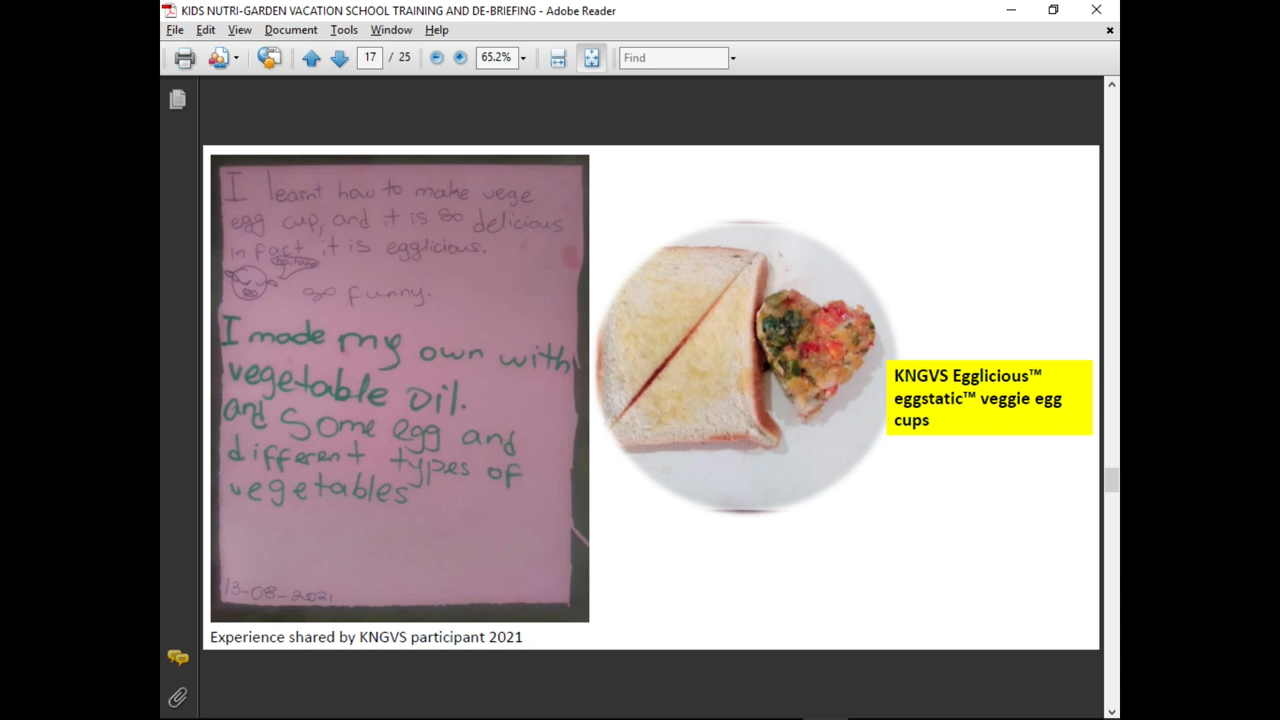 KIDS NUTRI-GARDEN VACATION SCHOOL TRAINING AND DE-BRIEFING - Adobe Reader
File Edit View Document Tools Window Help
17 / 25 65.2% Find
I learnt how to make vege
egg cup, and it is so delicious
in fact it is egglicious.
so funny.
I made my own with
vegetable oil.
and Some egg and
different types of
vegetables
13-08-2021
Experience shared by KNGVS participant 2021
KNGVS Egglicious™
eggstatic™ veggie egg
cups